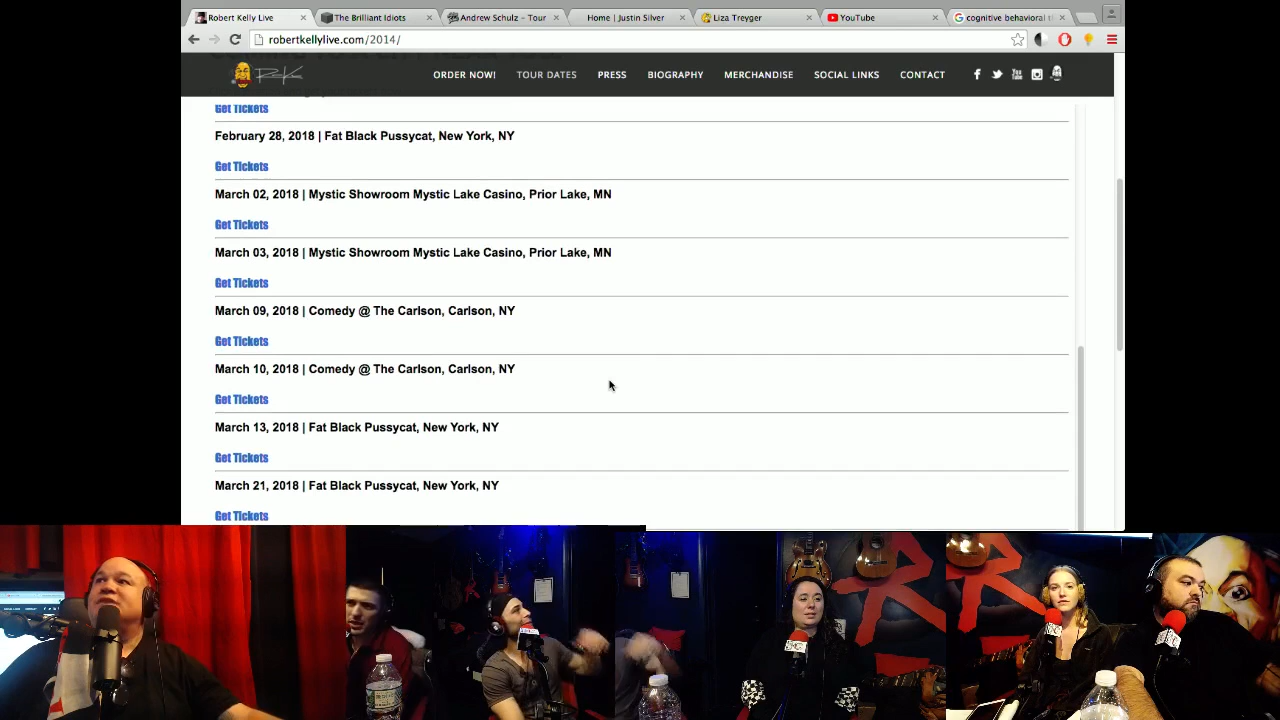 Robert Kelly Live
The Brilliant Idiots
Andrew Schulz – Tour
Home | Justin Silver
Liza Treyger
YouTube
cognitive behavioral t
robertkellylive.com/2014/
ORDER NOW!
TOUR DATES
PRESS
BIOGRAPHY
MERCHANDISE
SOCIAL LINKS
CONTACT
Get Tickets
February 28, 2018 | Fat Black Pussycat, New York, NY
Get Tickets
March 02, 2018 | Mystic Showroom Mystic Lake Casino, Prior Lake, MN
Get Tickets
March 03, 2018 | Mystic Showroom Mystic Lake Casino, Prior Lake, MN
Get Tickets
March 09, 2018 | Comedy @ The Carlson, Carlson, NY
Get Tickets
March 10, 2018 | Comedy @ The Carlson, Carlson, NY
Get Tickets
March 13, 2018 | Fat Black Pussycat, New York, NY
Get Tickets
March 21, 2018 | Fat Black Pussycat, New York, NY
Get Tickets